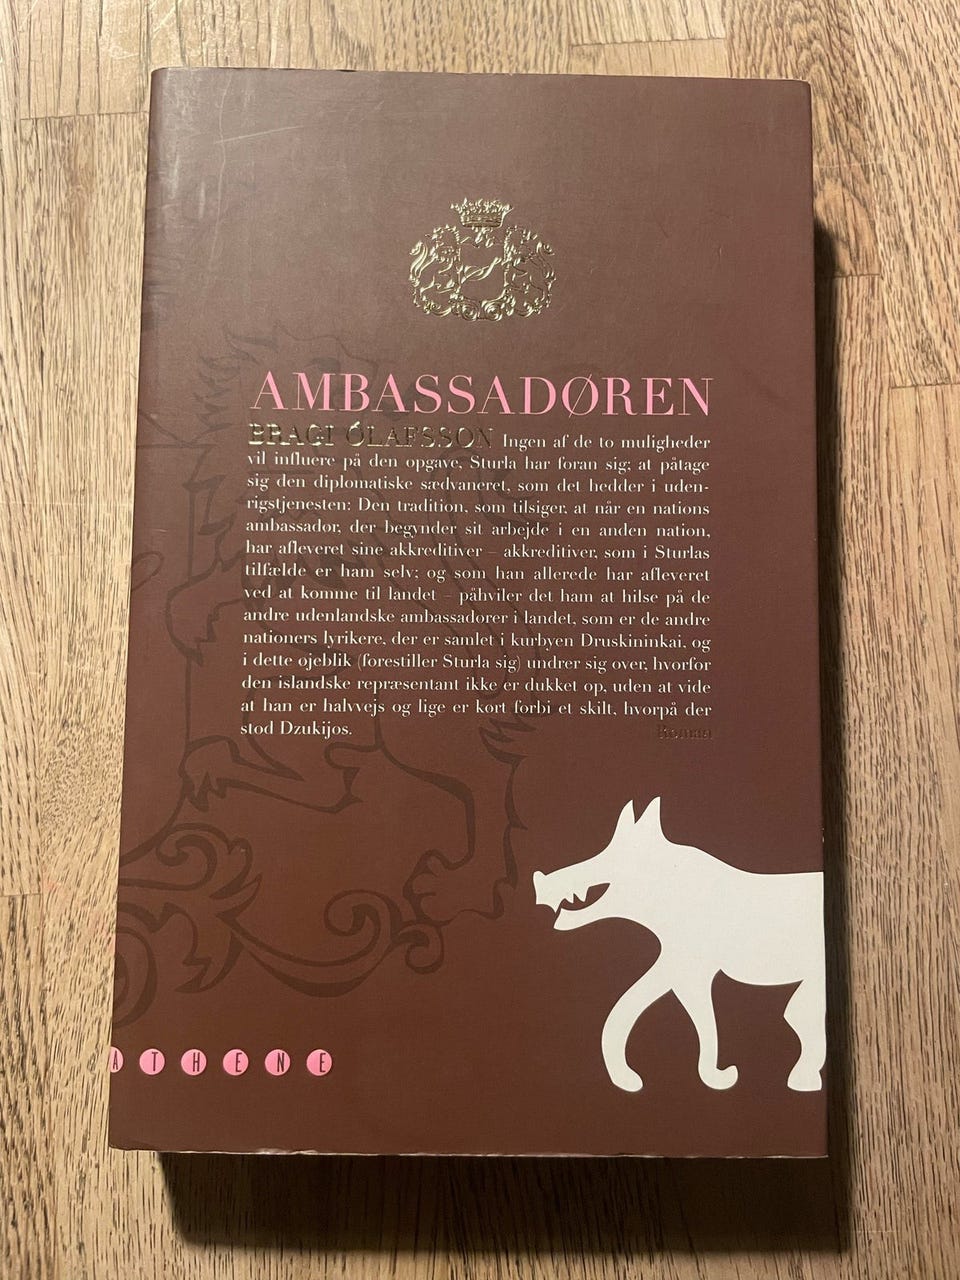 AMBASSADØREN
BRAGI ÓLAFSSON Ingen af de to muligheder
vil influere på den opgave, Sturla har foran sig; at påtage
sig den diplomatiske sædvaneret, som det hedder i uden-
rigstjenesten: Den tradition, som tilsiger, at når en nations
ambassadør, der begynder sit arbejde i en anden nation,
har afleveret sine akkreditiver – akkreditiver, som i Sturlas
tilfælde er ham selv; og som han allerede har afleveret
ved at komme til landet – påhviler det ham at hilse på de
andre udenlandske ambassadører i landet, som er de andre
nationers lyrikere, der er samlet i kurbyen Druskininkai, og
i dette øjeblik (forestiller Sturla sig) undrer sig over, hvorfor
den islandske repræsentant ikke er dukket op, uden at vide
at han er halvvejs og lige er kørt forbi et skilt, hvorpå der
stod Dzukijos. Roman
ATHENE